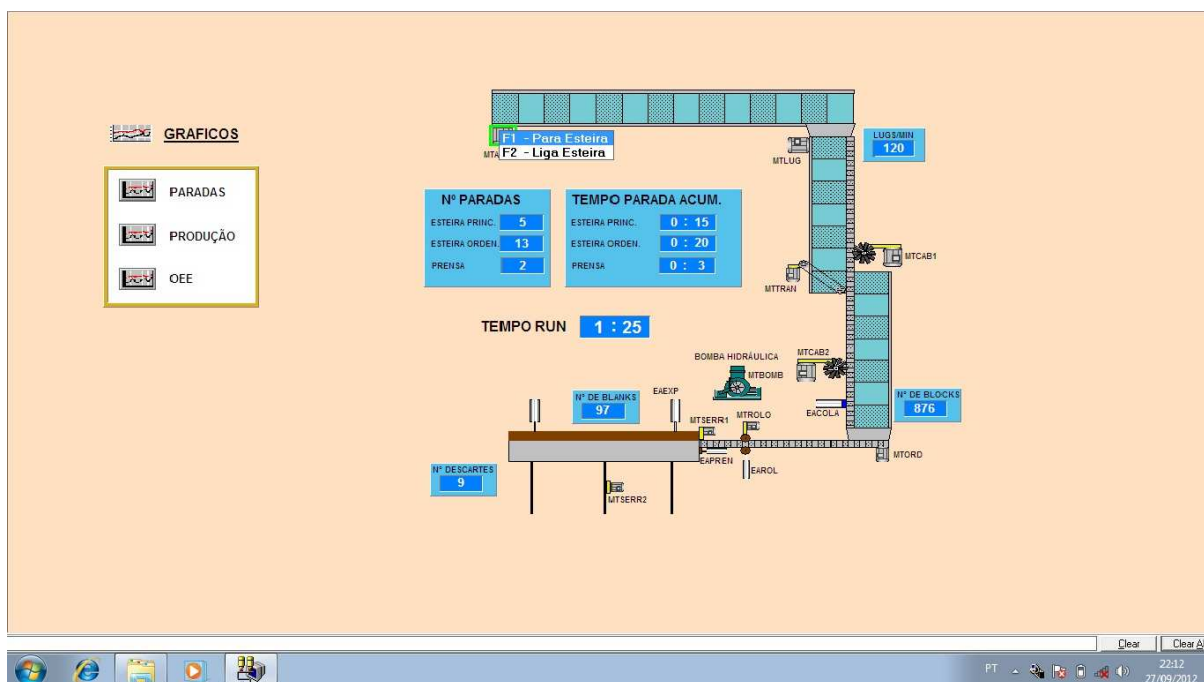 GRAFICOS
PARADAS
PRODUÇÃO
OEE
F1 - Para Esteira
F2 - Liga Esteira
MTA
MTLUG
LUGS/MIN
120
Nº PARADAS
ESTEIRA PRINC. 5
ESTEIRA ORDEN. 13
PRENSA 2
TEMPO PARADA ACUM.
ESTEIRA PRINC. 0 : 15
ESTEIRA ORDEN. 0 : 20
PRENSA 0 : 3
MTCAB1
MTTRAN
TEMPO RUN 1 : 25
BOMBA HIDRÁULICA
MTBOMB
MTCAB2
Nº DE BLANKS
97
EAEXP
MTSERR1
MTROLO
EACOLA
Nº DE BLOCKS
876
EAPREN
EAROL
MTORD
Nº DESCARTES
9
MTSERR2
Clear
Clear A
PT
22:12
27/09/2012